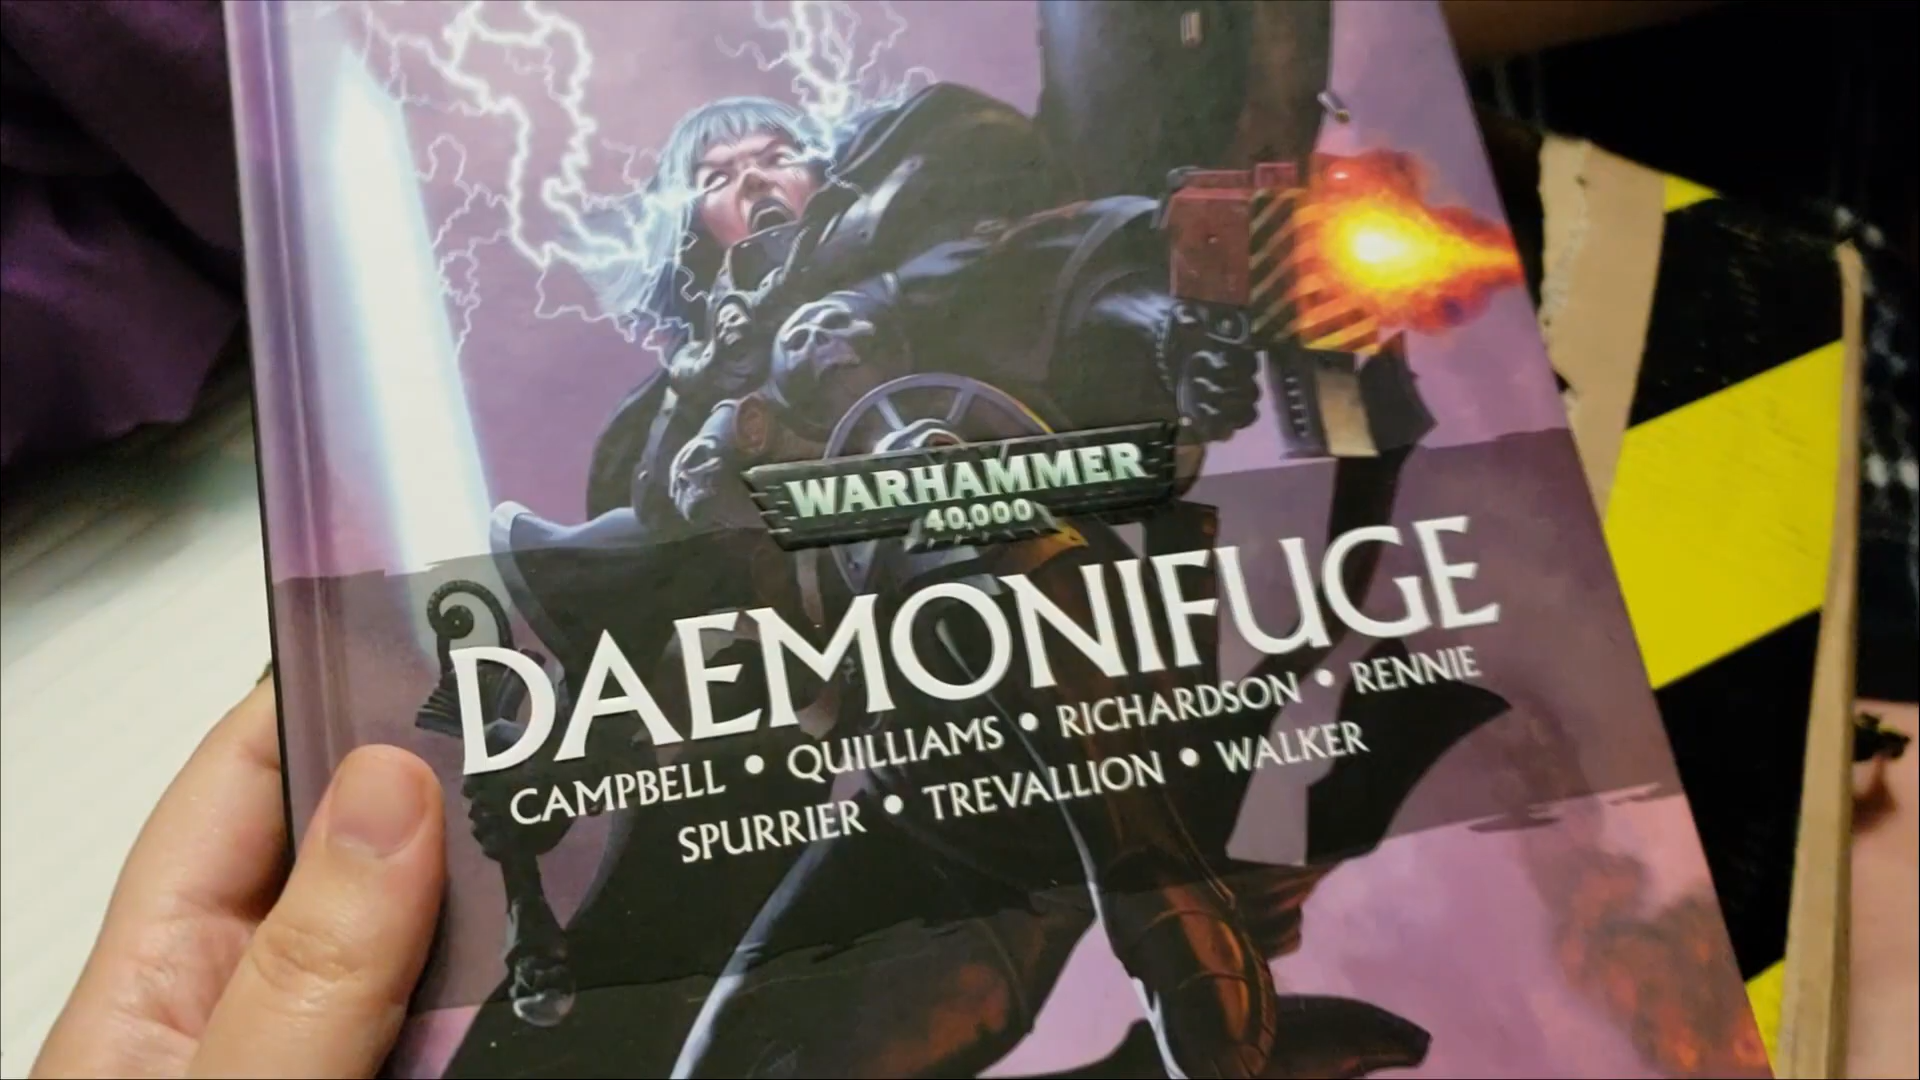 WARHAMMER
40,000
DAEMONIFUGE
CAMPBELL • QUILLIAMS • RICHARDSON • RENNIE
SPURRIER • TREVALLION • WALKER